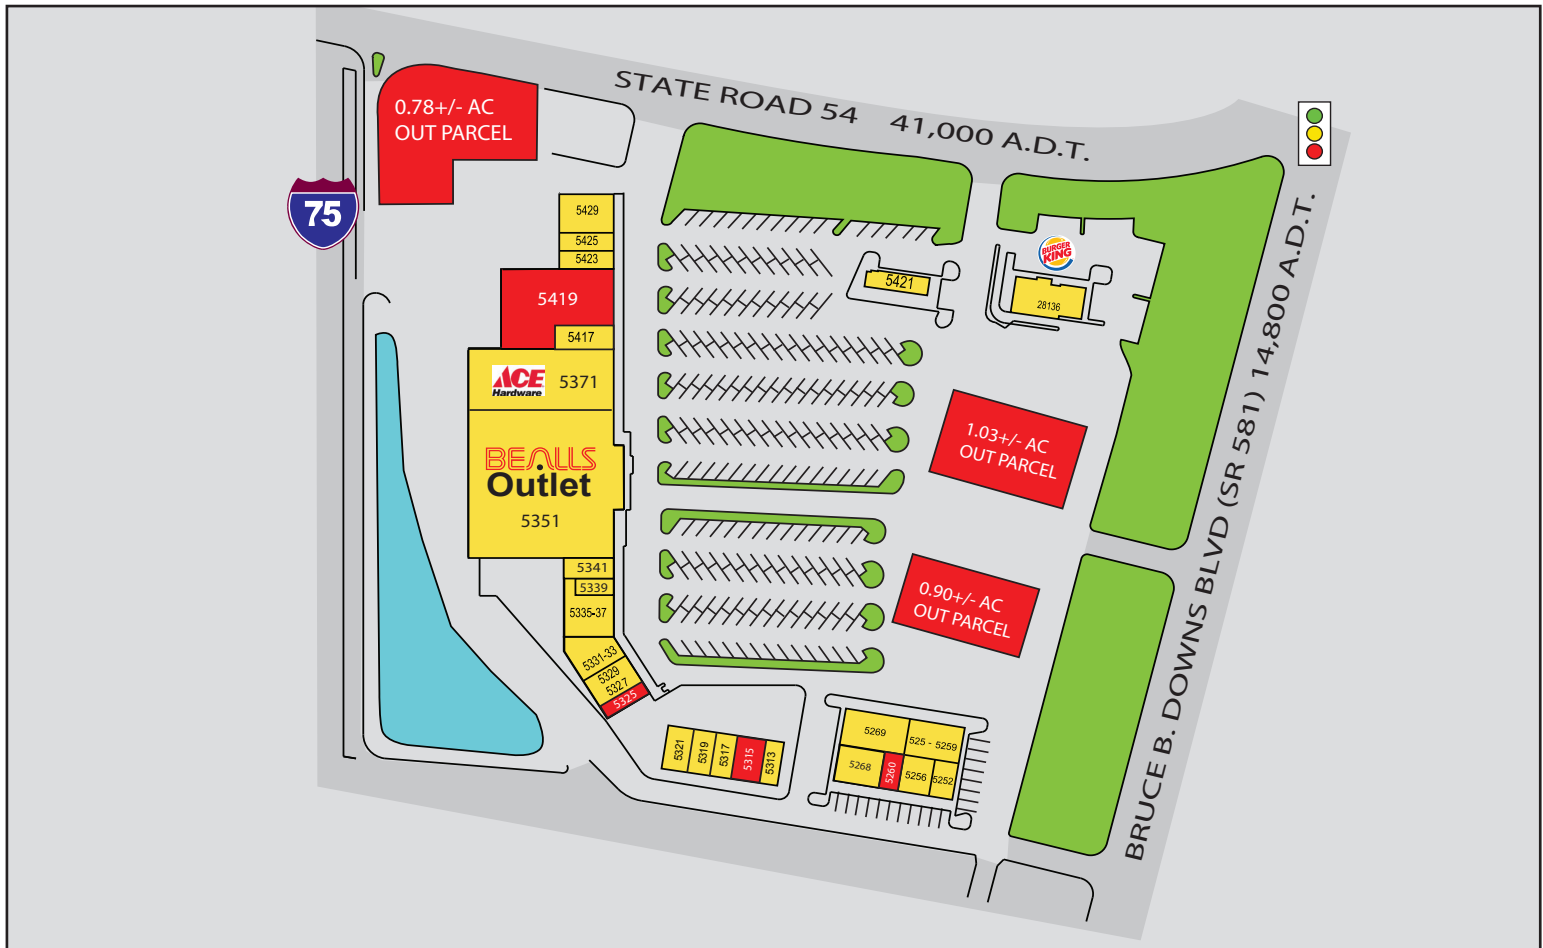 STATE ROAD 54 41,000 A.D.T.
0.78+/- AC
OUT PARCEL
75
5429
5425
5423
5419
5417
ACE
Hardware
5371
BEALLS
Outlet
5351
5341
5339
5335-37
5331-33
5329
5327
5325
5421
BURGER
KING
28136
1.03+/- AC
OUT PARCEL
0.90+/- AC
OUT PARCEL
BRUCE B. DOWNS BLVD (SR 581) 14,800 A.D.T.
5321
5319
5317
5315
5313
5269
525 - 5259
5268
5260
5256
5252